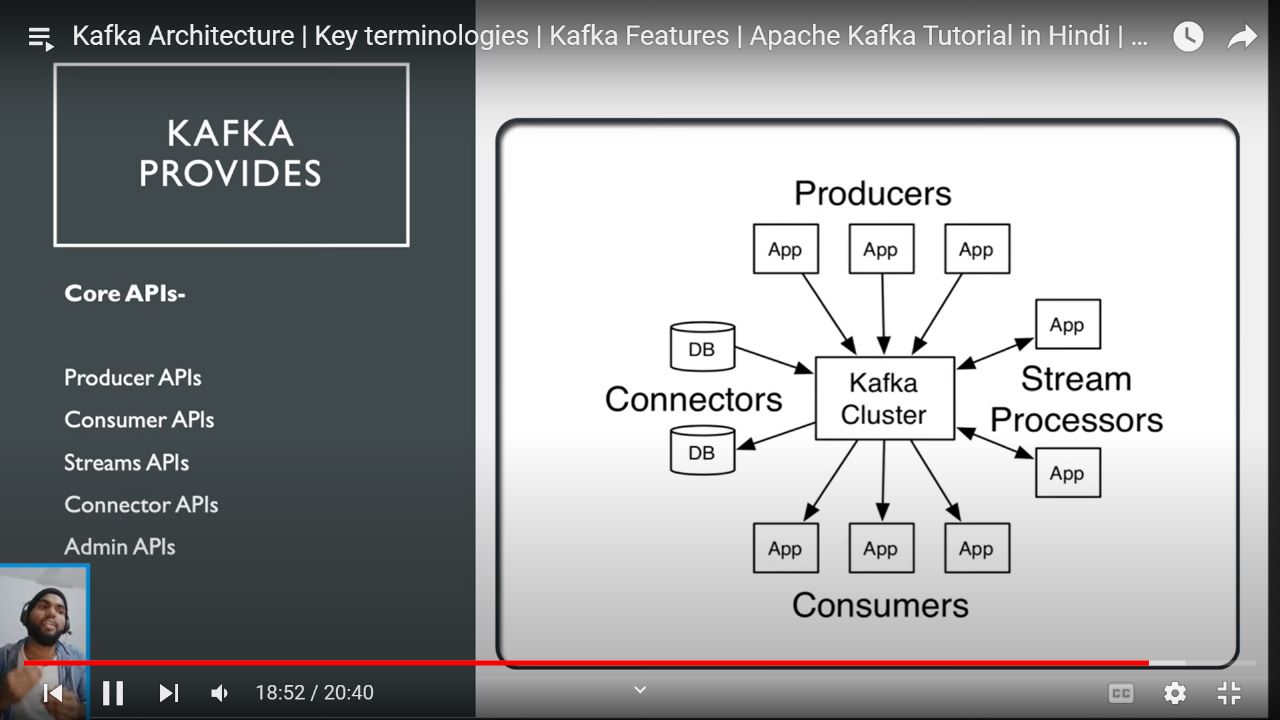 Kafka Architecture | Key terminologies | Kafka Features | Apache Kafka Tutorial in Hindi | ...
KAFKA
PROVIDES
Core APIs-
Producer APIs
Consumer APIs
Streams APIs
Connector APIs
Admin APIs
Producers
App App App
DB
App
Connectors
Kafka
Cluster
Stream
Processors
DB
App
App App App
Consumers
18:52 / 20:40
CC